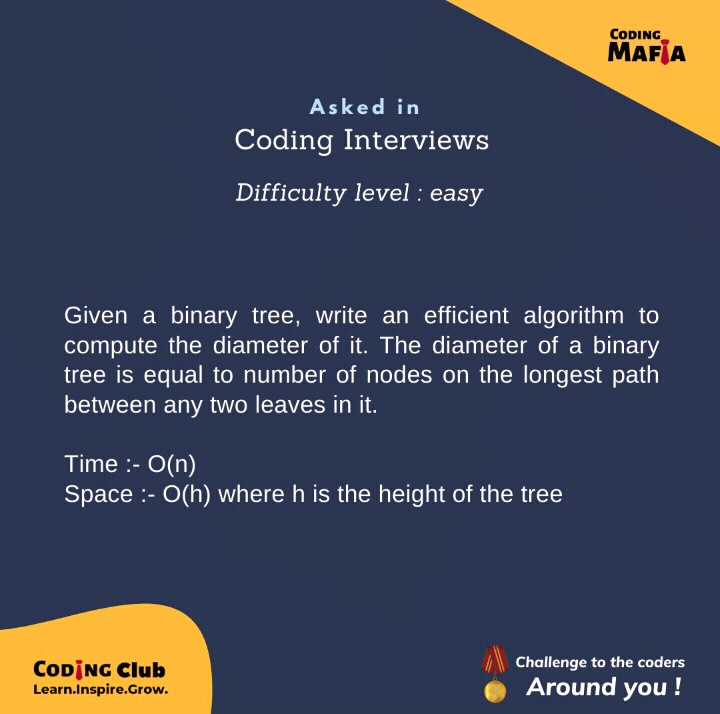 CODING
MAFIA
Asked in
Coding Interviews
Difficulty level : easy
Given a binary tree, write an efficient algorithm to
compute the diameter of it. The diameter of a binary
tree is equal to number of nodes on the longest path
between any two leaves in it.
Time :- O(n)
Space :- O(h) where h is the height of the tree
CODING Club
Learn.Inspire.Grow.
Challenge to the coders
Around you !